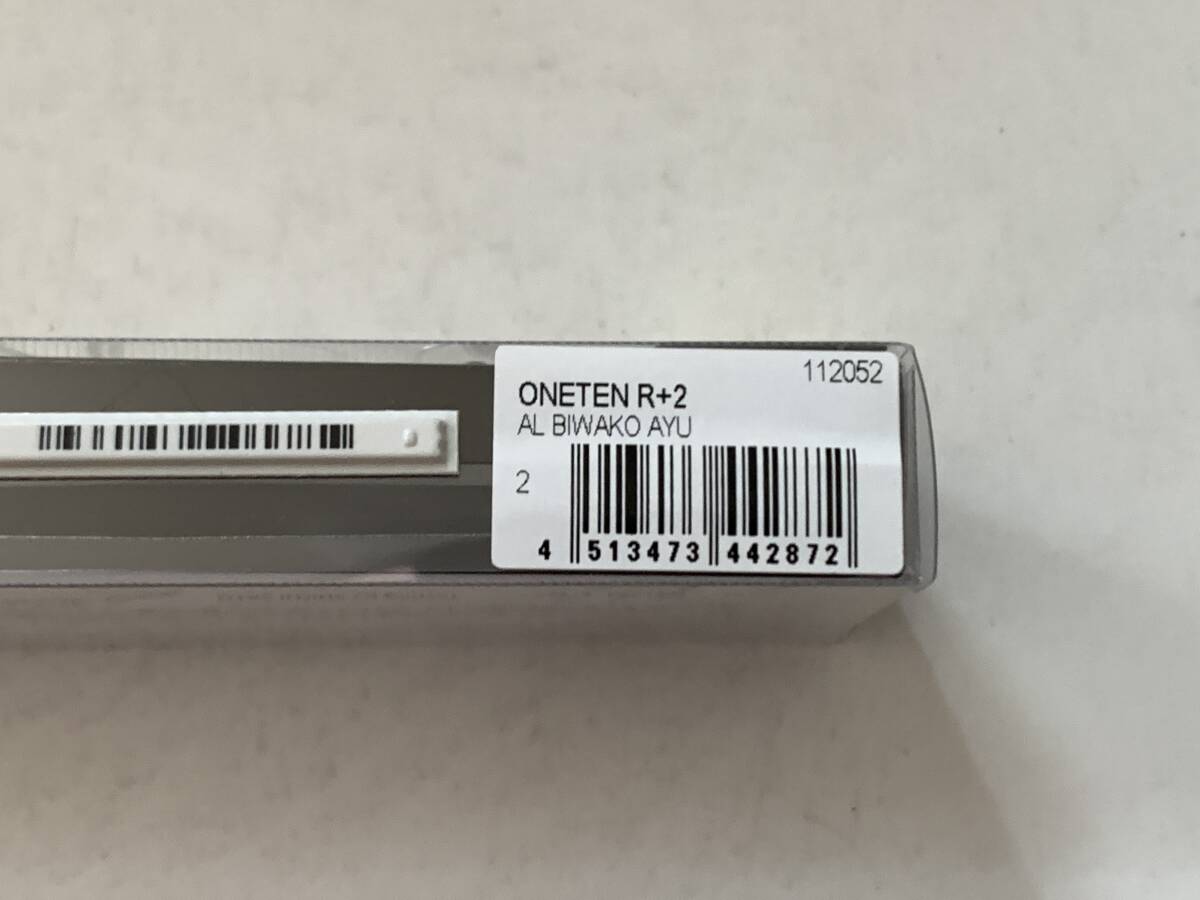 112052
ONETEN R+2
AL BIWAKO AYU
2
4 513473 442872